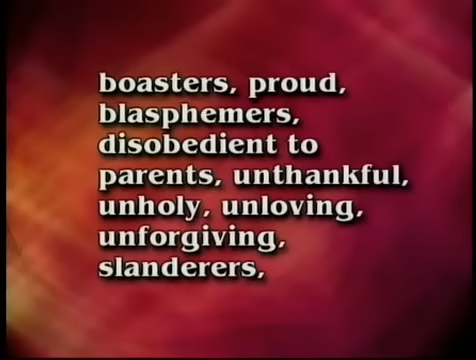 boasters, proud,
blasphemers,
disobedient to
parents, unthankful,
unholy, unloving,
unforgiving,
slanderers,